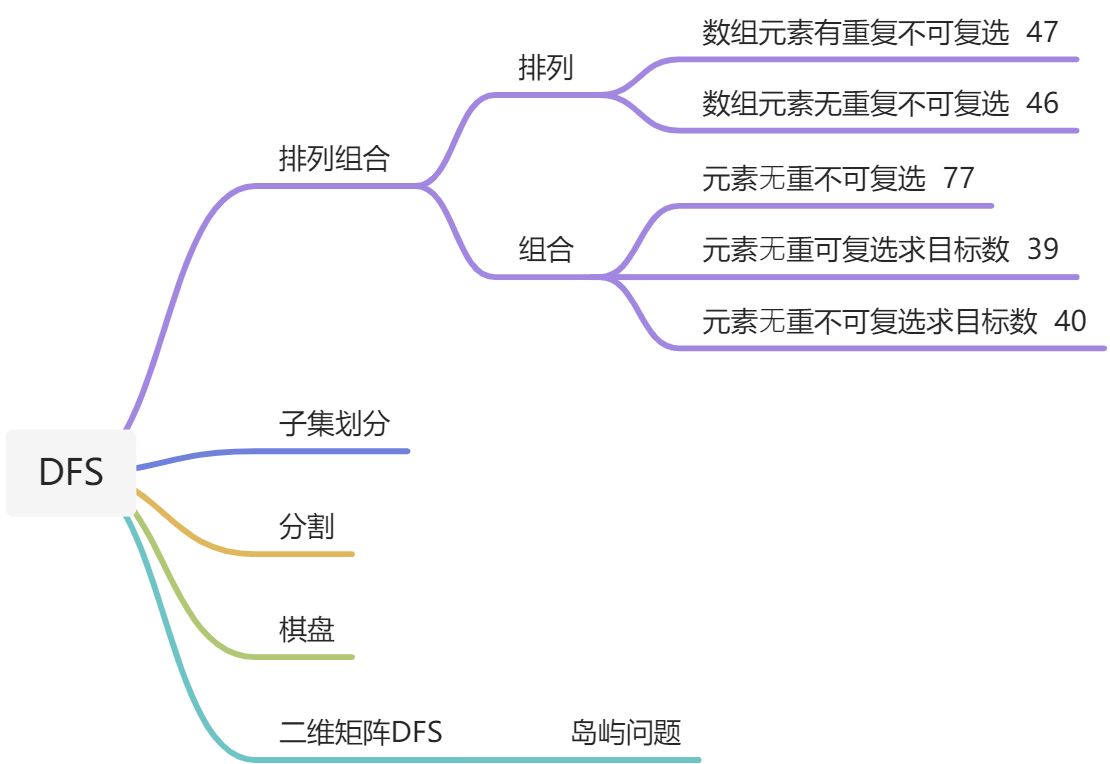 数组元素有重复不可复选 47
排列
数组元素无重复不可复选 46
排列组合
元素无重不可复选 77
组合
元素无重可复选求目标数 39
元素无重不可复选求目标数 40
子集划分
DFS
分割
棋盘
二维矩阵DFS 岛屿问题